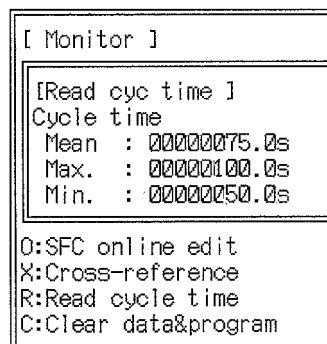 [ Monitor ]
[Read cyc time ]
Cycle time
Mean : 00000075.0s
Max. : 00000100.0s
Min. : 00000050.0s
O:SFC online edit
X:Cross-reference
R:Read cycle time
C:Clear data&program